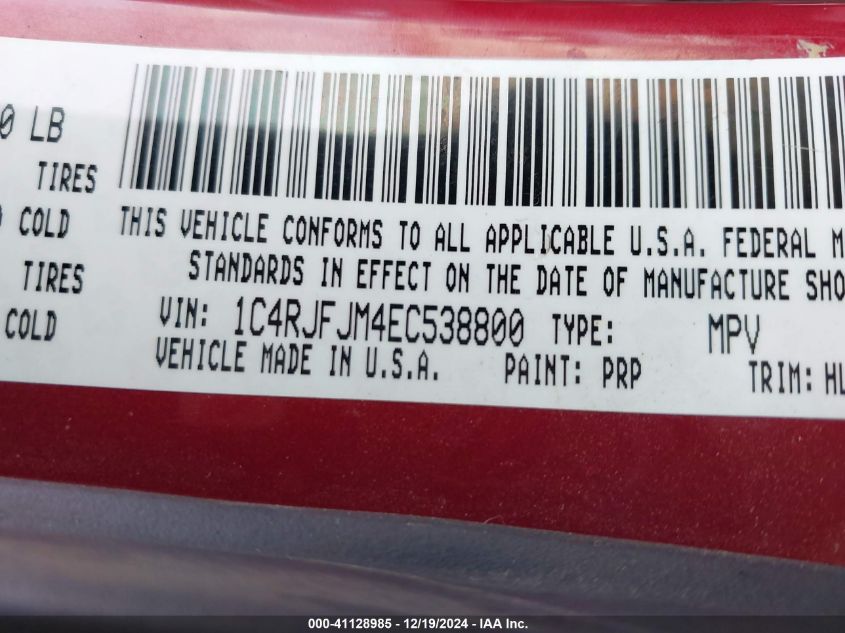 0 LB
TIRES
COLD
THIS VEHICLE CONFORMS TO ALL APPLICABLE U.S.A. FEDERAL M
STANDARDS IN EFFECT ON THE DATE OF MANUFACTURE SHO
TIRES
COLD
VIN: 1C4RJFJM4EC538800 TYPE: MPV
VEHICLE MADE IN U.S.A. PAINT: PRP TRIM: HL
000-41128985 - 12/19/2024 - IAA Inc.